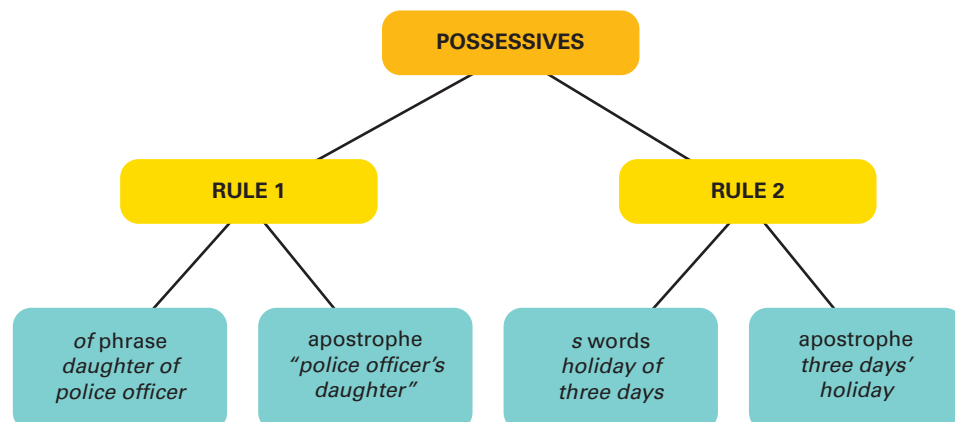 POSSESSIVES
RULE 1
RULE 2
of phrase
daughter of
police officer
apostrophe
“police officer’s
daughter”
s words
holiday of
three days
apostrophe
three days’
holiday